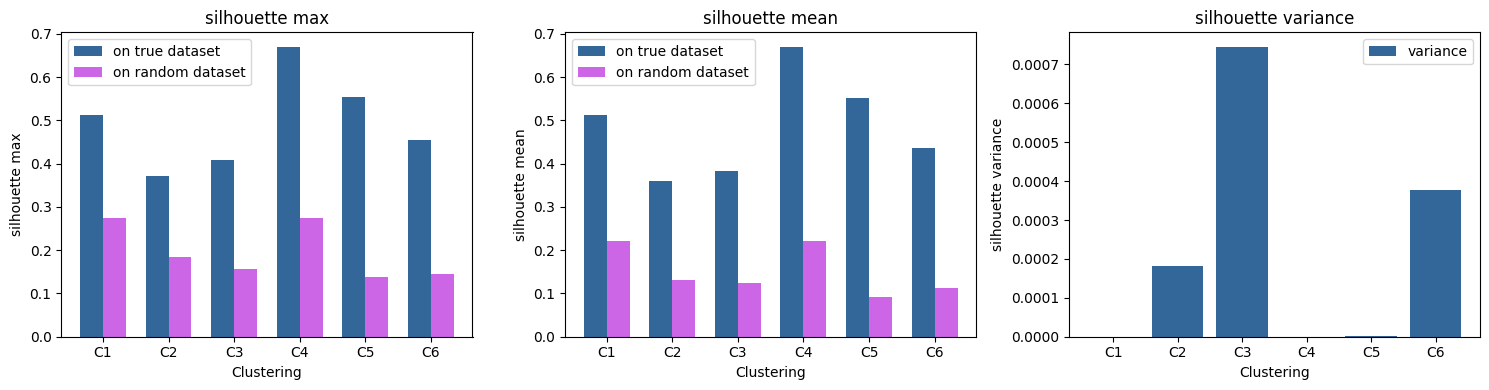 silhouette max
on true dataset
on random dataset
silhouette max
0.7
0.6
0.5
0.4
0.3
0.2
0.1
0.0
C1 C2 C3 C4 C5 C6
Clustering
silhouette mean
on true dataset
on random dataset
silhouette mean
0.7
0.6
0.5
0.4
0.3
0.2
0.1
0.0
C1 C2 C3 C4 C5 C6
Clustering
silhouette variance
variance
silhouette variance
0.0007
0.0006
0.0005
0.0004
0.0003
0.0002
0.0001
0.0000
C1 C2 C3 C4 C5 C6
Clustering